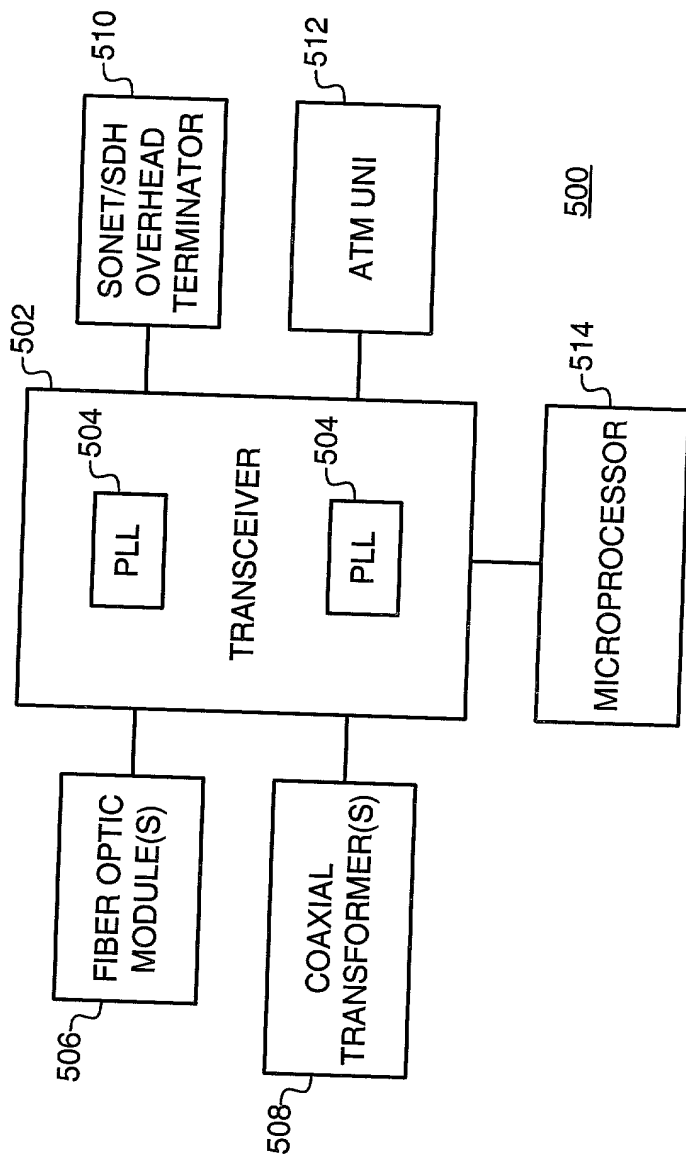 506
FIBER OPTIC
MODULE(S)
508
COAXIAL
TRANSFORMER(S)
502
504
PLL
TRANSCEIVER
504
PLL
510
SONET/SDH
OVERHEAD
TERMINATOR
512
ATM UNI
514
MICROPROCESSOR
500